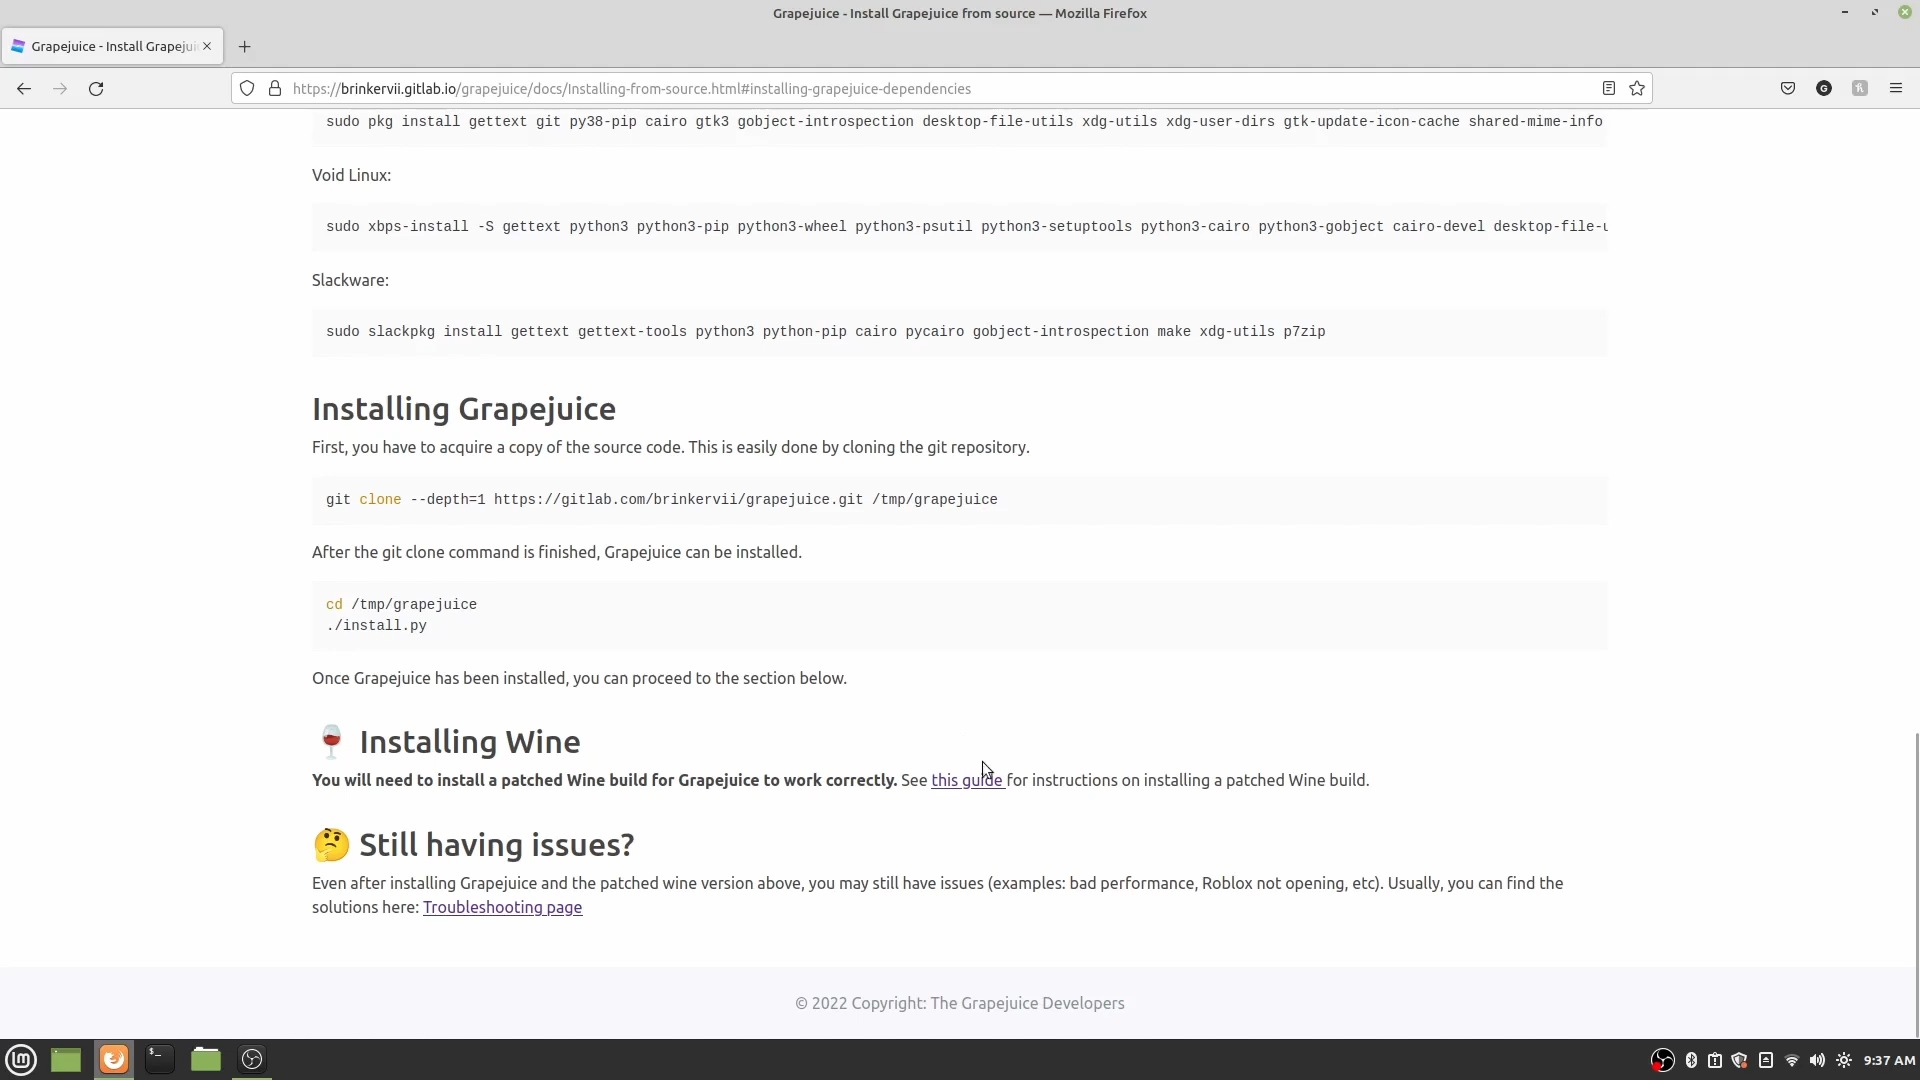 Grapejuice - Install Grapejuice from source — Mozilla Firefox
Grapejuice - Install Grapejui
https://brinkervii.gitlab.io/grapejuice/docs/Installing-from-source.html#installing-grapejuice-dependencies
sudo pkg install gettext git py38-pip cairo gtk3 gobject-introspection desktop-file-utils xdg-utils xdg-user-dirs gtk-update-icon-cache shared-mime-info
Void Linux:
sudo xbps-install -S gettext python3 python3-pip python3-wheel python3-psutil python3-setuptools python3-cairo python3-gobject cairo-devel desktop-file-u
Slackware:
sudo slackpkg install gettext gettext-tools python3 python-pip cairo pycairo gobject-introspection make xdg-utils p7zip
Installing Grapejuice
First, you have to acquire a copy of the source code. This is easily done by cloning the git repository.
git clone --depth=1 https://gitlab.com/brinkervii/grapejuice.git /tmp/grapejuice
After the git clone command is finished, Grapejuice can be installed.
cd /tmp/grapejuice
./install.py
Once Grapejuice has been installed, you can proceed to the section below.
🍷 Installing Wine
You will need to install a patched Wine build for Grapejuice to work correctly. See this guide for instructions on installing a patched Wine build.
🤔 Still having issues?
Even after installing Grapejuice and the patched wine version above, you may still have issues (examples: bad performance, Roblox not opening, etc). Usually, you can find the
solutions here: Troubleshooting page
© 2022 Copyright: The Grapejuice Developers
9:37 AM